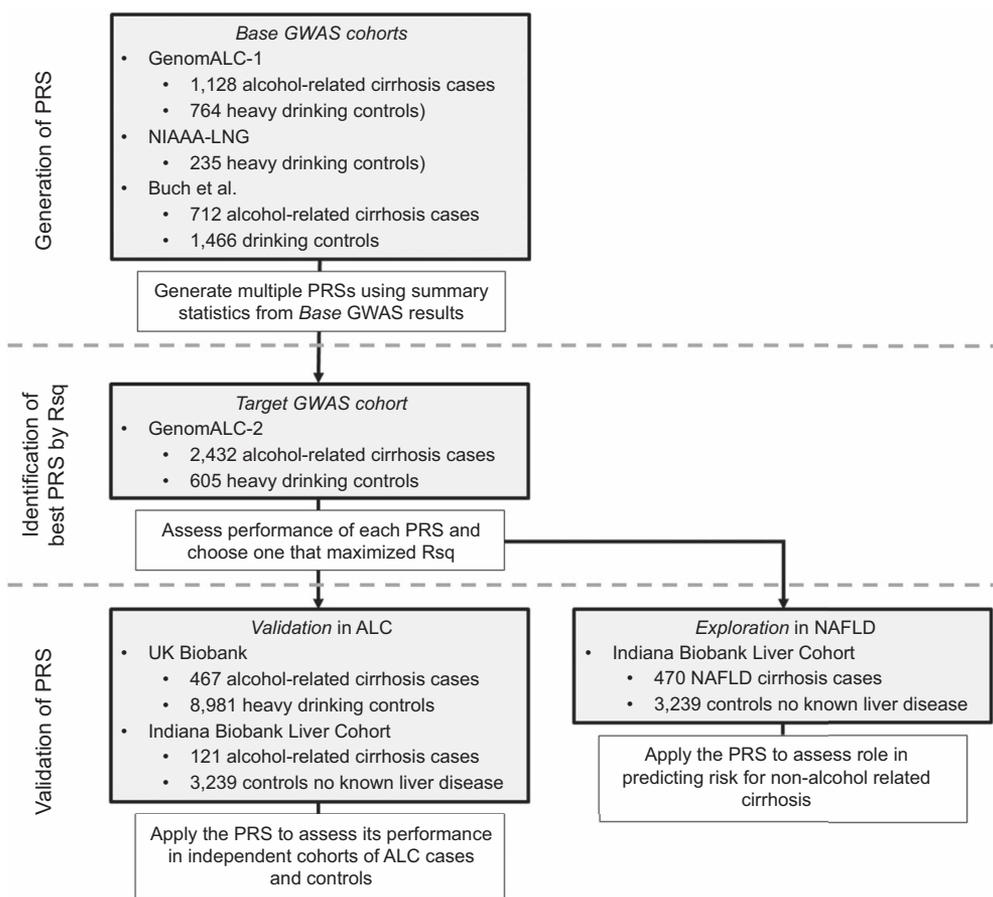 Generation of PRS
Base GWAS cohorts
• GenomALC-1
• 1,128 alcohol-related cirrhosis cases
• 764 heavy drinking controls)
• NIAAA-LNG
• 235 heavy drinking controls)
• Buch et al.
• 712 alcohol-related cirrhosis cases
• 1,466 drinking controls
Generate multiple PRSs using summary
statistics from Base GWAS results
Identification of
best PRS by Rsq
Target GWAS cohort
• GenomALC-2
• 2,432 alcohol-related cirrhosis cases
• 605 heavy drinking controls
Assess performance of each PRS and
choose one that maximized Rsq
Validation of PRS
Validation in ALC
• UK Biobank
• 467 alcohol-related cirrhosis cases
• 8,981 heavy drinking controls
• Indiana Biobank Liver Cohort
• 121 alcohol-related cirrhosis cases
• 3,239 controls no known liver disease
Apply the PRS to assess its performance
in independent cohorts of ALC cases
and controls
Exploration in NAFLD
• Indiana Biobank Liver Cohort
• 470 NAFLD cirrhosis cases
• 3,239 controls no known liver disease
Apply the PRS to assess role in
predicting risk for non-alcohol related
cirrhosis